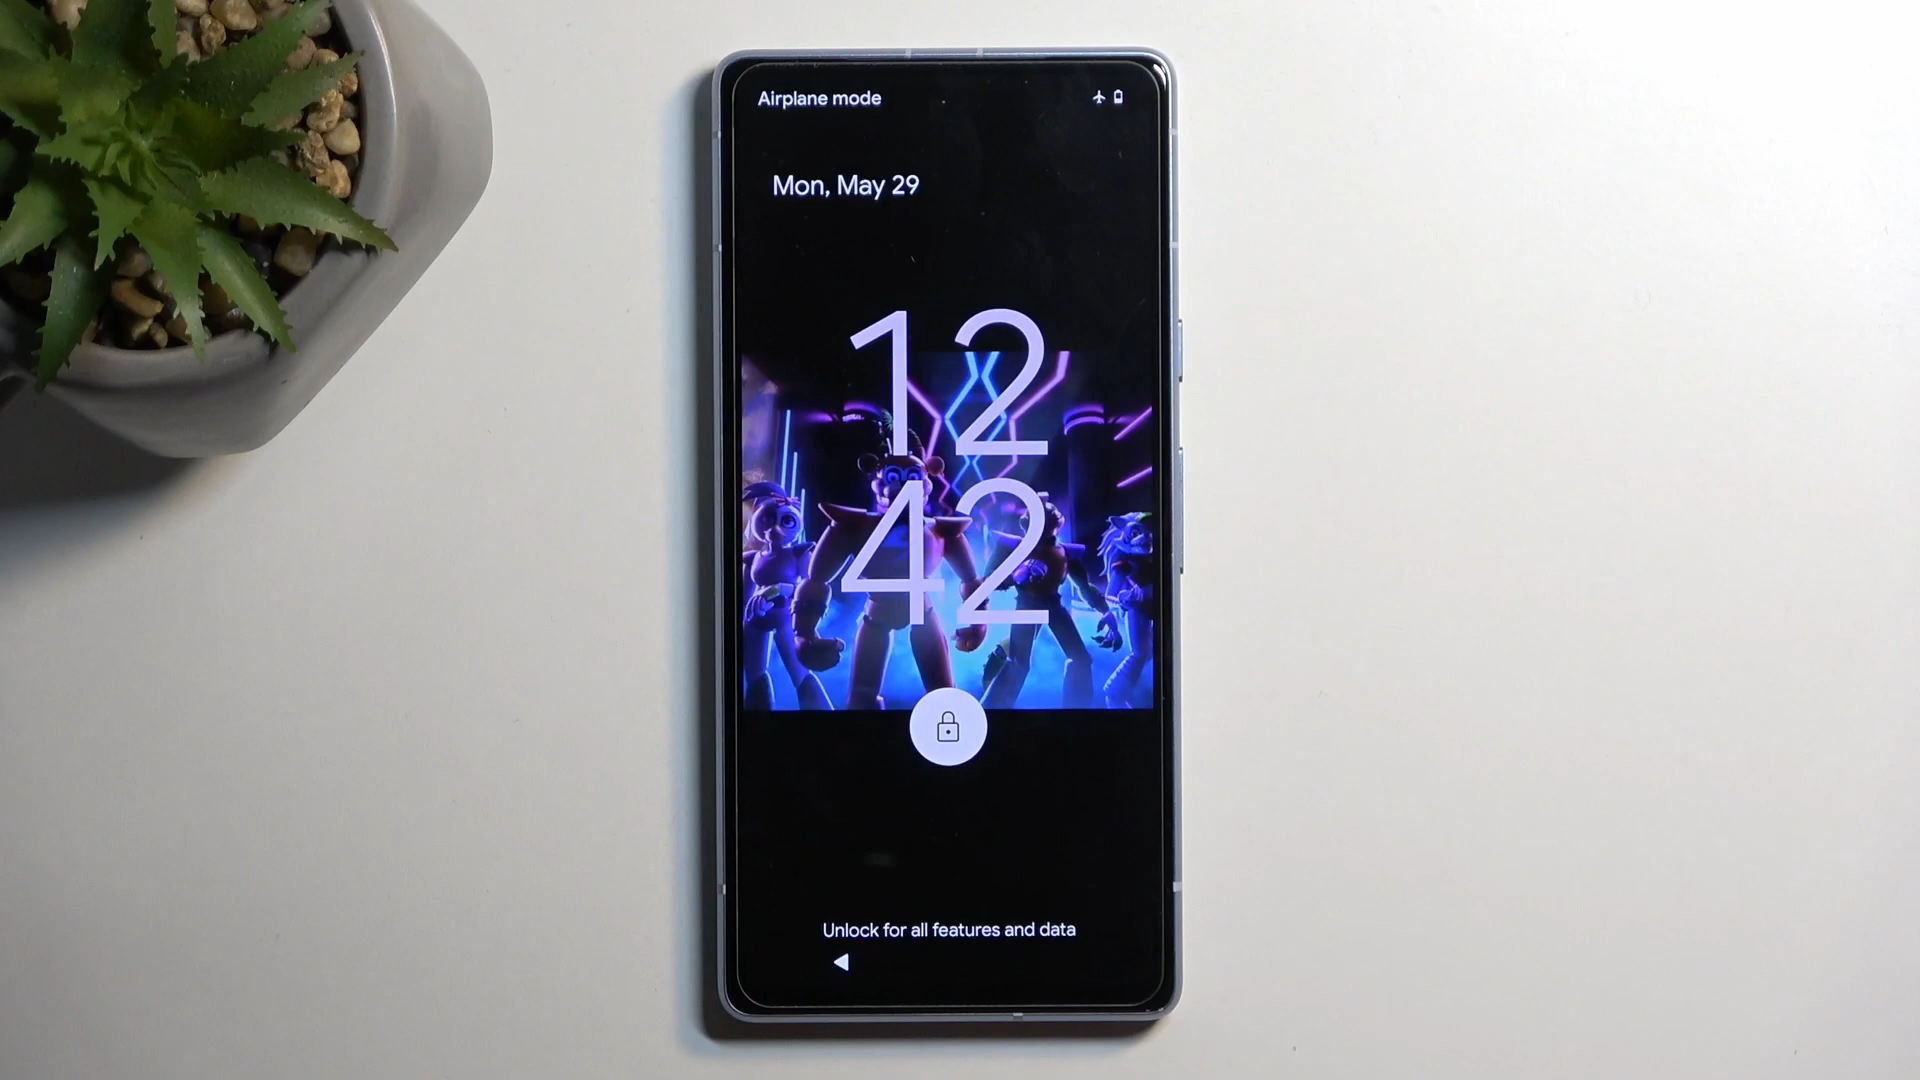 Airplane mode
Mon, May 29
12
42
Unlock for all features and data